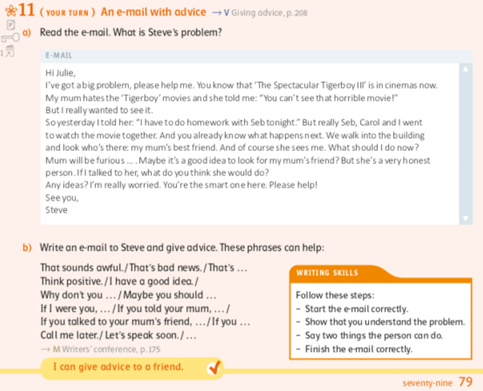 11 ( YOUR TURN ) An e-mail with advice → V Giving advice, p. 208
a) Read the e-mail. What is Steve's problem?
E-MAIL
Hi Julie,
I've got a big problem, please help me. You know that 'The Spectacular Tigerboy III' is in cinemas now.
My mum hates the 'Tigerboy' movies and she told me: "You can't see that horrible movie!"
But I really wanted to see it.
So yesterday I told her: "I have to do homework with Seb tonight." But really Seb, Carol and I went
to watch the movie together. And you already know what happens next. We walk into the building
and look who's there: my mum's best friend. And of course she sees me. What should I do now?
Mum will be furious ... . Maybe it's a good idea to look for my mum's friend? But she's a very honest
person. If I talked to her, what do you think she would do?
Any ideas? I'm really worried. You're the smart one here. Please help!
See you,
Steve
b) Write an e-mail to Steve and give advice. These phrases can help:
That sounds awful. / That's bad news. / That's ...
Think positive. / I have a good idea. /
Why don't you ... / Maybe you should ...
If I were you, ... / If you told your mum, ... /
If you talked to your mum's friend, ... / If you ...
Call me later. / Let's speak soon. / ...
→ M Writers' conference, p. 175
I can give advice to a friend.
WRITING SKILLS
Follow these steps:
– Start the e-mail correctly.
– Show that you understand the problem.
– Say two things the person can do.
– Finish the e-mail correctly.
seventy-nine 79